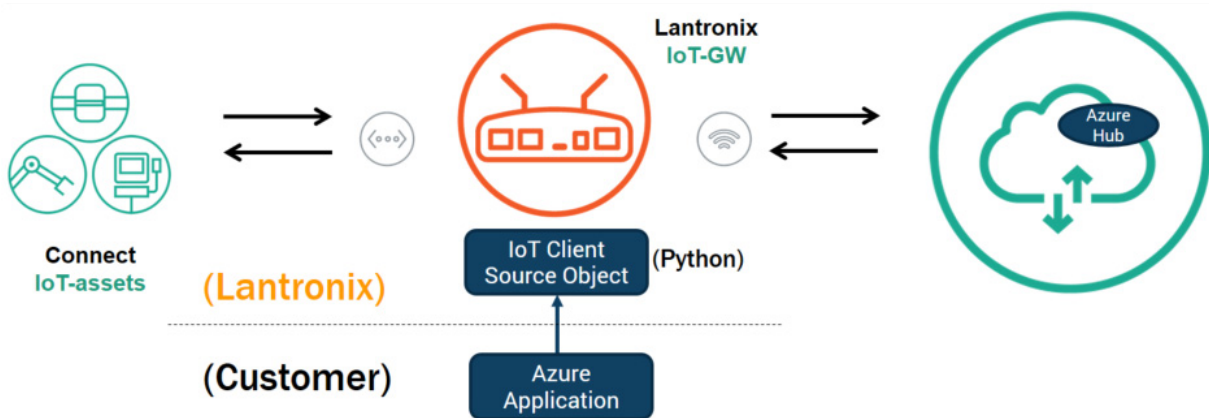 Lantronix
IoT-GW
Azure
Hub
Connect
IoT-assets
IoT Client
Source Object
(Python)
(Lantronix)
(Customer)
Azure
Application